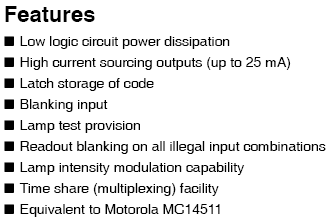 Features
■ Low logic circuit power dissipation
■ High current sourcing outputs (up to 25 mA)
■ Latch storage of code
■ Blanking input
■ Lamp test provision
■ Readout blanking on all illegal input combinations
■ Lamp intensity modulation capability
■ Time share (multiplexing) facility
■ Equivalent to Motorola MC14511